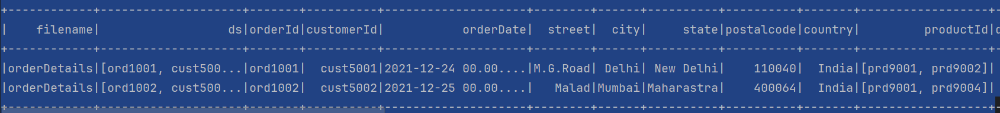 +------------+--------------------+-------+----------+--------------------+--------+------+----------+----------+-------+------------------+-
|    filename|                  ds|orderId|customerId|           orderDate|  street|  city|     state|postalcode|country|         productId|
+------------+--------------------+-------+----------+--------------------+--------+------+----------+----------+-------+------------------+-
|orderDetails|[ord1001, cust500...|ord1001|  cust5001|2021-12-24 00.00....|M.G.Road| Delhi| New Delhi|    110040|  India|[prd9001, prd9002]|
|orderDetails|[ord1002, cust500...|ord1002|  cust5002|2021-12-25 00.00....|   Malad|Mumbai|Maharastra|    400064|  India|[prd9001, prd9004]|
+------------+--------------------+-------+----------+--------------------+--------+------+----------+----------+-------+------------------+-